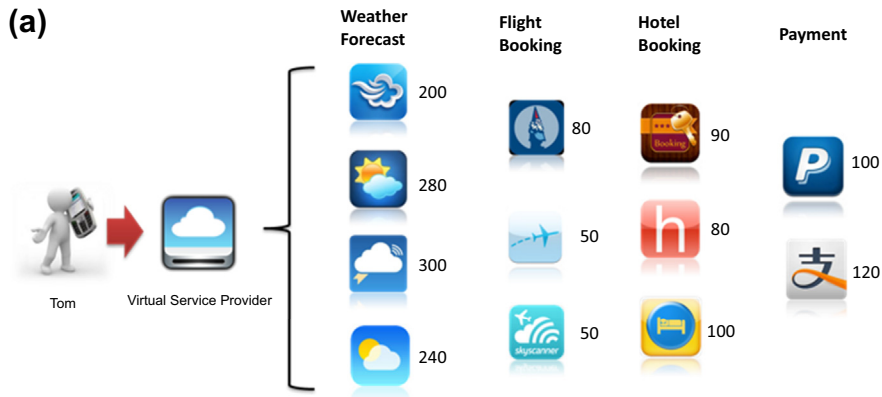 (a)
Weather
Forecast
Flight
Booking
Hotel
Booking
Payment
200
80
90
Booking
100
P
280
50
h
80
300
支
120
50
skyscanner
100
240
Tom
Virtual Service Provider